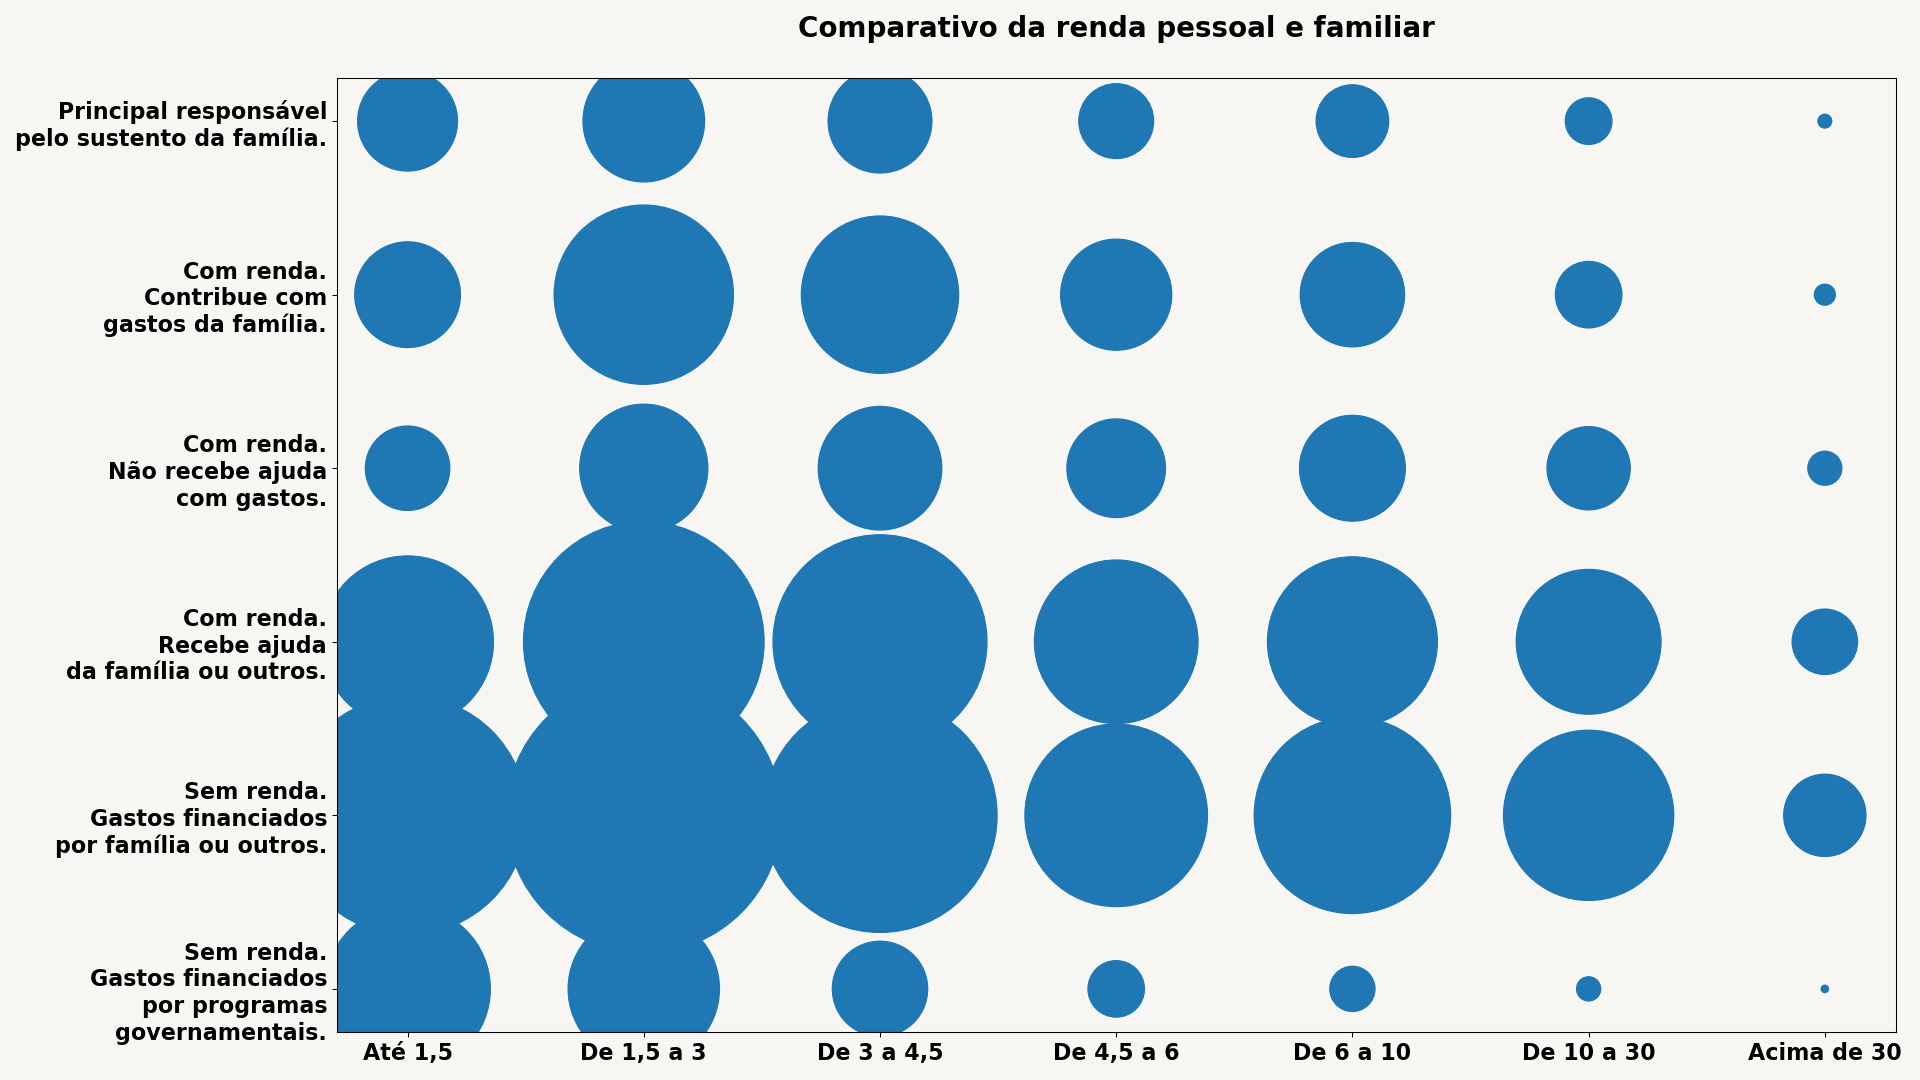 Comparativo da renda pessoal e familiar
Principal responsável
pelo sustento da família.
Com renda.
Contribue com
gastos da família.
Com renda.
Não recebe ajuda
com gastos.
Com renda.
Recebe ajuda
da família ou outros.
Sem renda.
Gastos financiados
por família ou outros.
Sem renda.
Gastos financiados
por programas
governamentais.
Até 1,5
De 1,5 a 3
De 3 a 4,5
De 4,5 a 6
De 6 a 10
De 10 a 30
Acima de 30